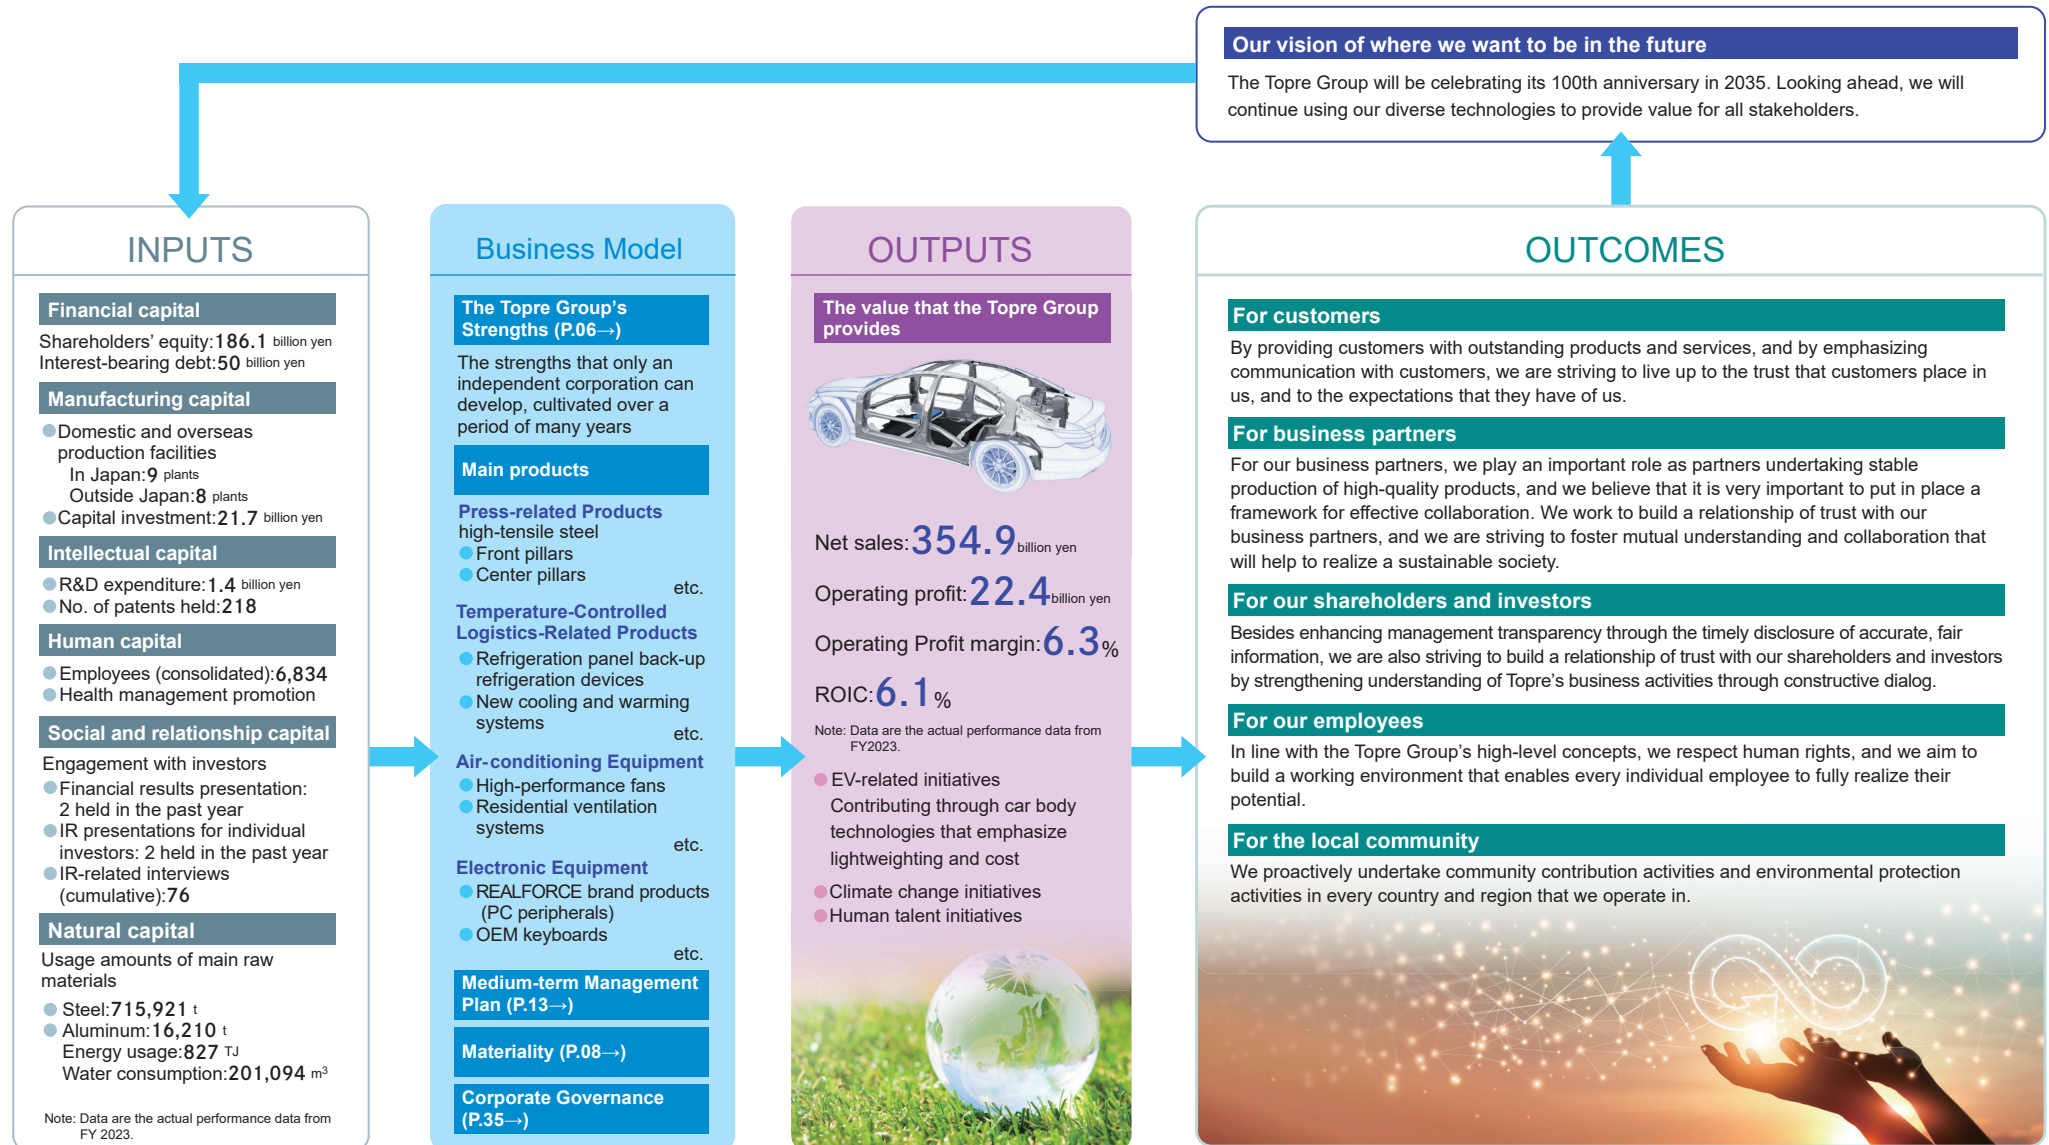 Our vision of where we want to be in the future
The Topre Group will be celebrating its 100th anniversary in 2035. Looking ahead, we will
continue using our diverse technologies to provide value for all stakeholders.
INPUTS
Financial capital
Shareholders' equity:186.1 billion yen
Interest-bearing debt:50 billion yen
Manufacturing capital
●Domestic and overseas
production facilities
In Japan:9 plants
Outside Japan:8 plants
●Capital investment:21.7 billion yen
Intellectual capital
●R&D expenditure:1.4 billion yen
●No. of patents held:218
Human capital
●Employees (consolidated):6,834
●Health management promotion
Social and relationship capital
Engagement with investors
●Financial results presentation:
2 held in the past year
●IR presentations for individual
investors: 2 held in the past year
●IR-related interviews
(cumulative):76
Natural capital
Usage amounts of main raw
materials
● Steel:715,921 t
● Aluminum:16,210 t
Energy usage:827 TJ
Water consumption:201,094 m³
Note: Data are the actual performance data from
FY 2023.
Business Model
The Topre Group's
Strengths (P.06→)
The strengths that only an
independent corporation can
develop, cultivated over a
period of many years
Main products
Press-related Products
high-tensile steel
● Front pillars
● Center pillars
etc.
Temperature-Controlled
Logistics-Related Products
● Refrigeration panel back-up
refrigeration devices
● New cooling and warming
systems
etc.
Air-conditioning Equipment
● High-performance fans
● Residential ventilation
systems
etc.
Electronic Equipment
● REALFORCE brand products
(PC peripherals)
● OEM keyboards
etc.
Medium-term Management
Plan (P.13→)
Materiality (P.08→)
Corporate Governance
(P.35→)
OUTPUTS
The value that the Topre Group
provides
Net sales:354.9 billion yen
Operating profit:22.4 billion yen
Operating Profit margin:6.3 %
ROIC:6.1 %
Note: Data are the actual performance data from
FY2023.
● EV-related initiatives
Contributing through car body
technologies that emphasize
lightweighting and cost
●Climate change initiatives
●Human talent initiatives
OUTCOMES
For customers
By providing customers with outstanding products and services, and by emphasizing
communication with customers, we are striving to live up to the trust that customers place in
us, and to the expectations that they have of us.
For business partners
For our business partners, we play an important role as partners undertaking stable
production of high-quality products, and we believe that it is very important to put in place a
framework for effective collaboration. We work to build a relationship of trust with our
business partners, and we are striving to foster mutual understanding and collaboration that
will help to realize a sustainable society.
For our shareholders and investors
Besides enhancing management transparency through the timely disclosure of accurate, fair
information, we are also striving to build a relationship of trust with our shareholders and investors
by strengthening understanding of Topre's business activities through constructive dialog.
For our employees
In line with the Topre Group's high-level concepts, we respect human rights, and we aim to
build a working environment that enables every individual employee to fully realize their
potential.
For the local community
We proactively undertake community contribution activities and environmental protection
activities in every country and region that we operate in.